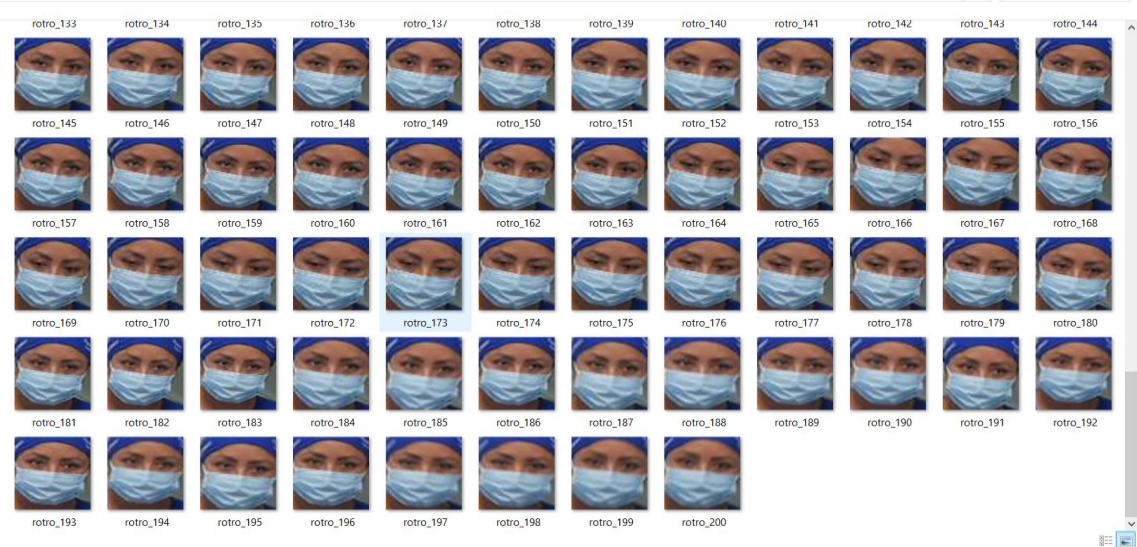 rotro_133 rotro_134 rotro_135 rotro_136 rotro_137 rotro_138 rotro_139 rotro_140 rotro_141 rotro_142 rotro_143 rotro_144
rotro_145 rotro_146 rotro_147 rotro_148 rotro_149 rotro_150 rotro_151 rotro_152 rotro_153 rotro_154 rotro_155 rotro_156
rotro_157 rotro_158 rotro_159 rotro_160 rotro_161 rotro_162 rotro_163 rotro_164 rotro_165 rotro_166 rotro_167 rotro_168
rotro_169 rotro_170 rotro_171 rotro_172 rotro_173 rotro_174 rotro_175 rotro_176 rotro_177 rotro_178 rotro_179 rotro_180
rotro_181 rotro_182 rotro_183 rotro_184 rotro_185 rotro_186 rotro_187 rotro_188 rotro_189 rotro_190 rotro_191 rotro_192
rotro_193 rotro_194 rotro_195 rotro_196 rotro_197 rotro_198 rotro_199 rotro_200